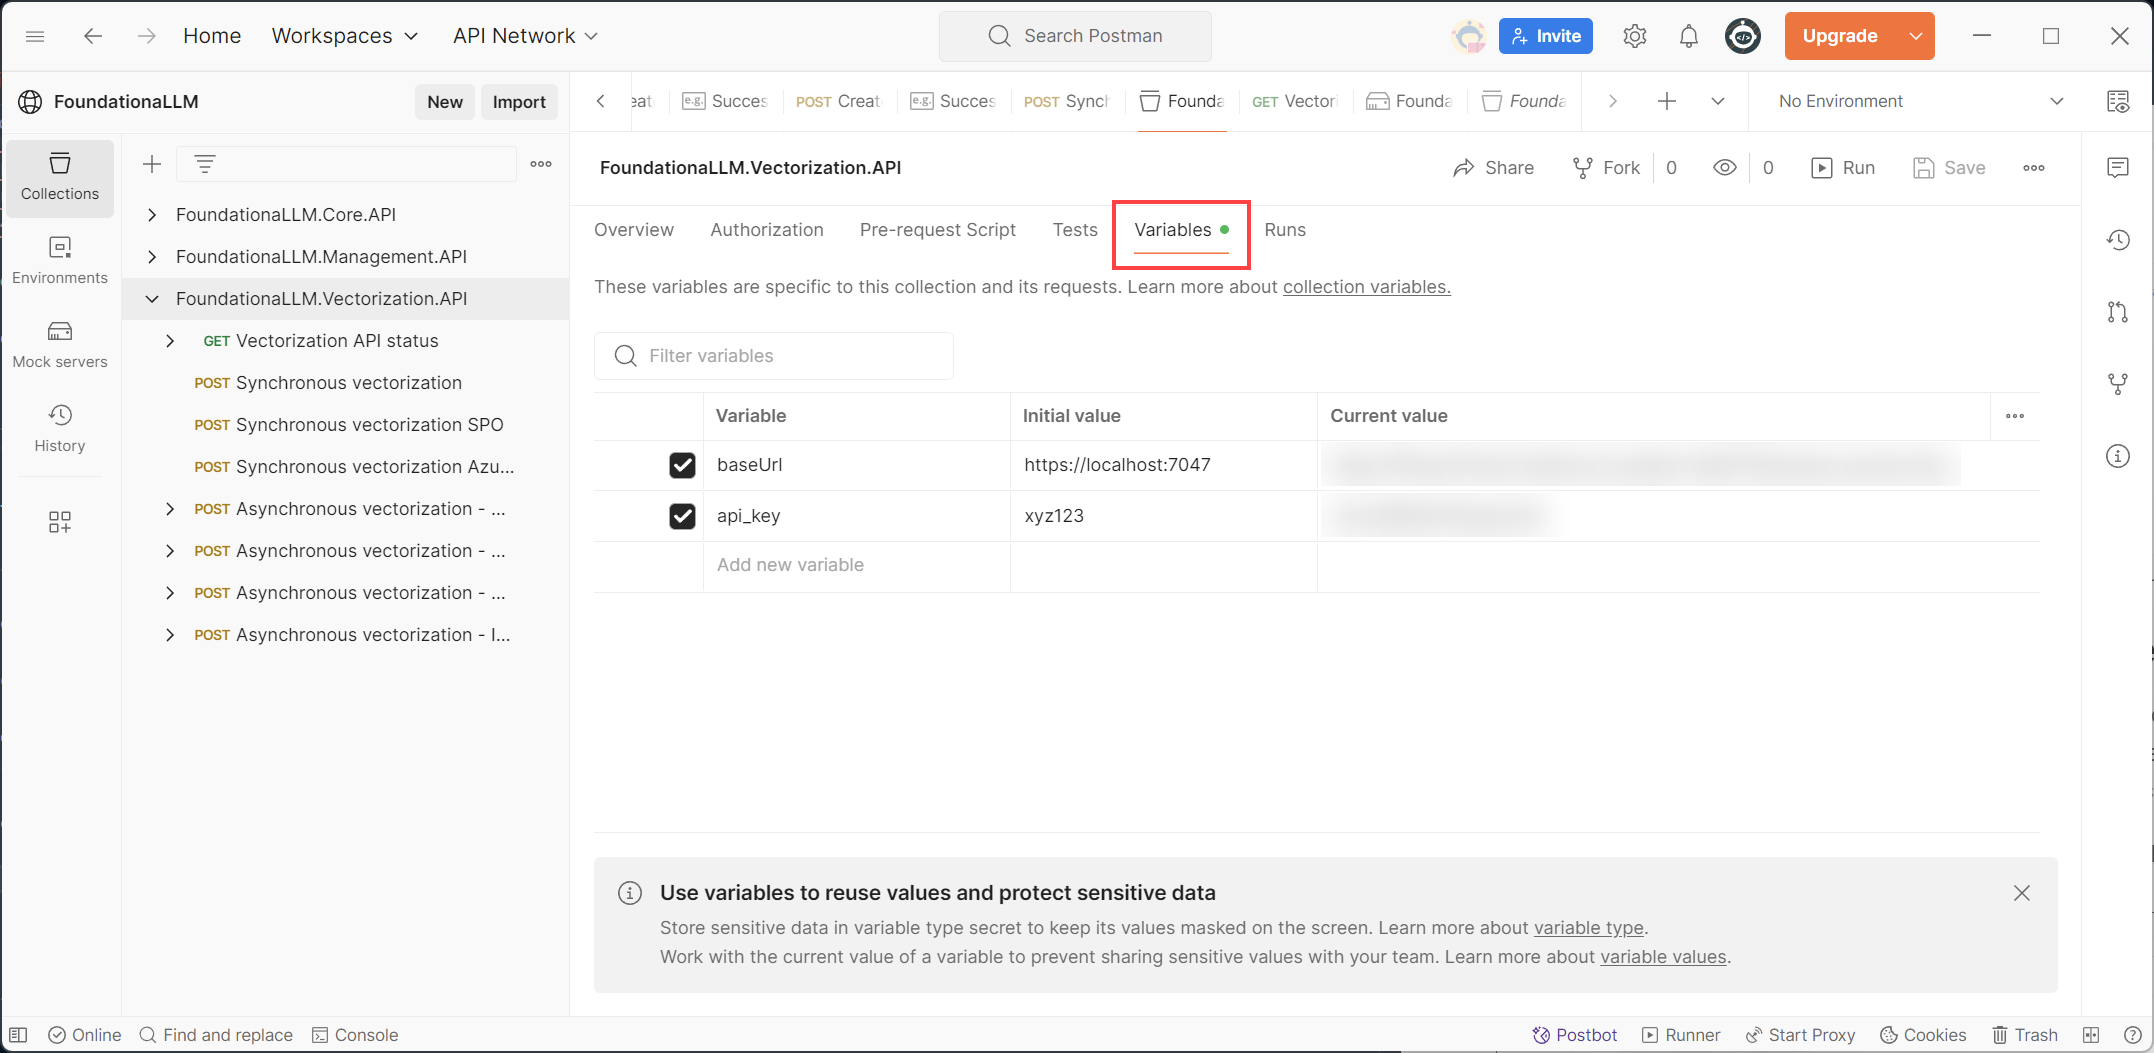 Home Workspaces API Network Search Postman Invite Upgrade
FoundationaLLM New Import
eat e.g. Succes POST Creat e.g. Succes POST Synch Founda GET Vectori Founda Founda No Environment
Collections
Environments
Mock servers
History
FoundationaLLM.Core.API
FoundationaLLM.Management.API
FoundationaLLM.Vectorization.API
GET Vectorization API status
POST Synchronous vectorization
POST Synchronous vectorization SPO
POST Synchronous vectorization Azu...
POST Asynchronous vectorization - ...
POST Asynchronous vectorization - ...
POST Asynchronous vectorization - ...
POST Asynchronous vectorization - I...
FoundationaLLM.Vectorization.API Share Fork 0 0 Run Save
Overview Authorization Pre-request Script Tests Variables Runs
These variables are specific to this collection and its requests. Learn more about collection variables.
Filter variables
Variable Initial value Current value
baseUrl https://localhost:7047
api_key xyz123
Add new variable
Use variables to reuse values and protect sensitive data
Store sensitive data in variable type secret to keep its values masked on the screen. Learn more about variable type.
Work with the current value of a variable to prevent sharing sensitive values with your team. Learn more about variable values.
Online Find and replace Console Postbot Runner Start Proxy Cookies Trash